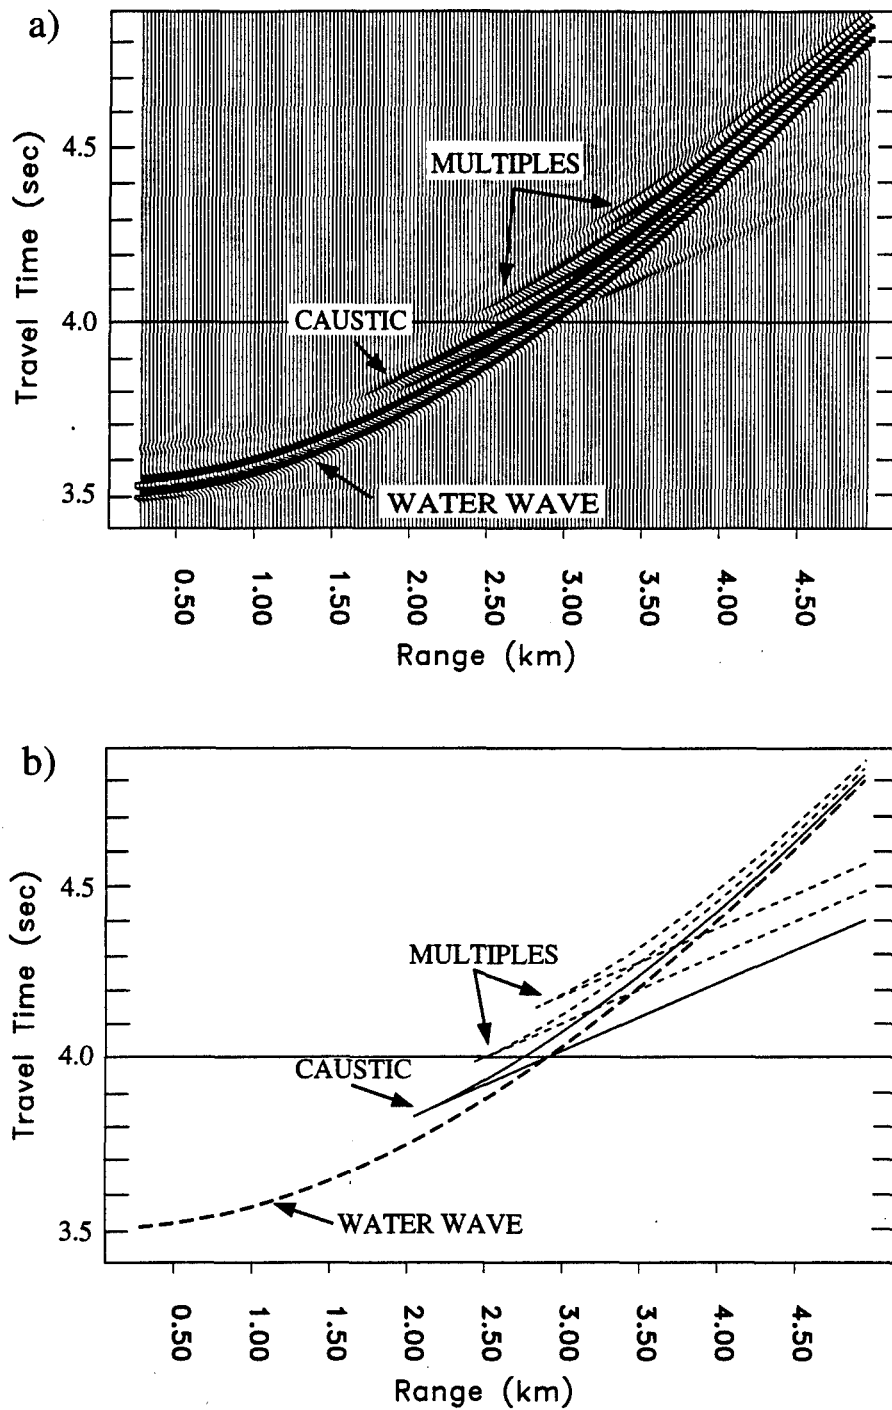 a)
Travel Time (sec)
4.5
4.0
3.5
MULTIPLES
CAUSTIC
WATER WAVE
0.50
1.00
1.50
2.00
2.50
3.00
3.50
4.00
4.50
Range (km)
b)
Travel Time (sec)
4.5
4.0
3.5
MULTIPLES
CAUSTIC
WATER WAVE
0.50
1.00
1.50
2.00
2.50
3.00
3.50
4.00
4.50
Range (km)